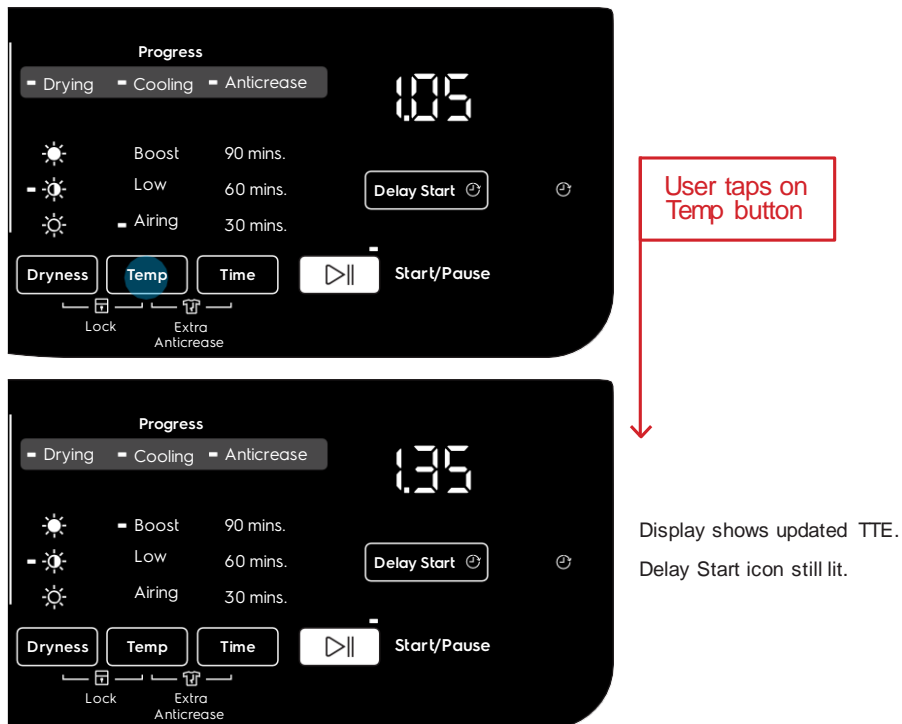 Progress
Drying Cooling Anticrease
1.05
Boost 90 mins.
Low 60 mins.
Airing 30 mins.
Delay Start
Dryness Temp Time Start/Pause
Lock Extra
Anticrease
User taps on
Temp button
Progress
Drying Cooling Anticrease
1.35
Boost 90 mins.
Low 60 mins.
Airing 30 mins.
Delay Start
Dryness Temp Time Start/Pause
Lock Extra
Anticrease
Display shows updated TTE.
Delay Start icon still lit.